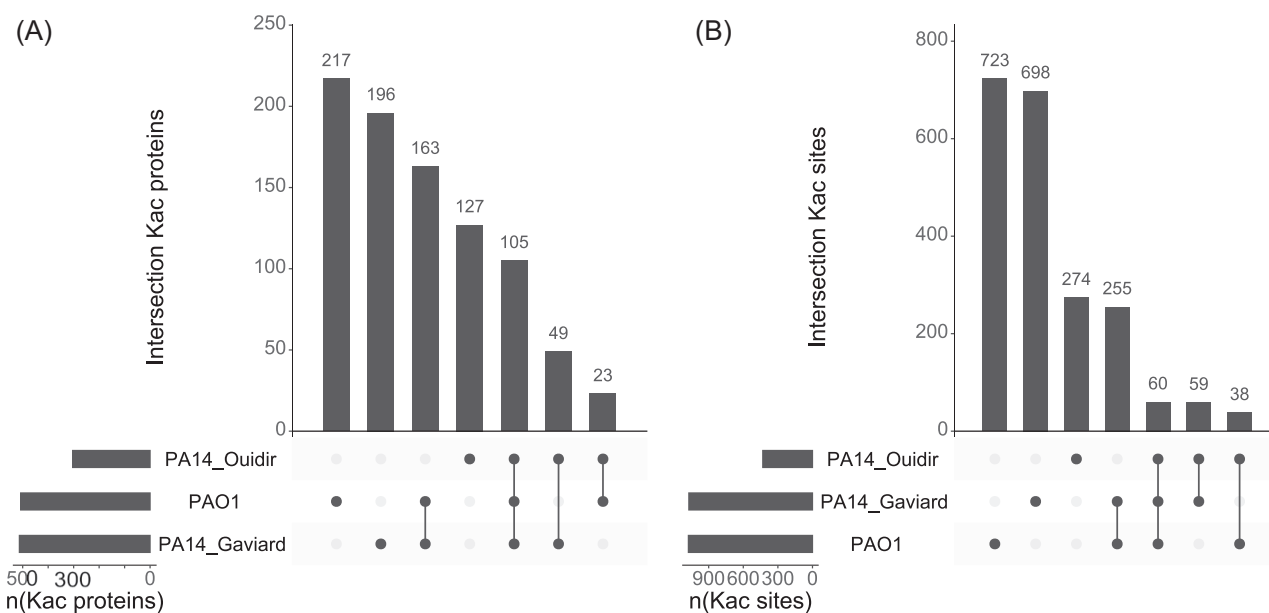 (A)
Intersection Kac proteins
250
200
150
100
50
0
217
196
163
127
105
49
23
PA14_Ouidir
PAO1
PA14_Gaviard
500 300 0
n(Kac proteins)
(B)
Intersection Kac sites
800
600
400
200
0
723
698
274
255
60
59
38
PA14_Ouidir
PA14_Gaviard
PAO1
900 600 300 0
n(Kac sites)